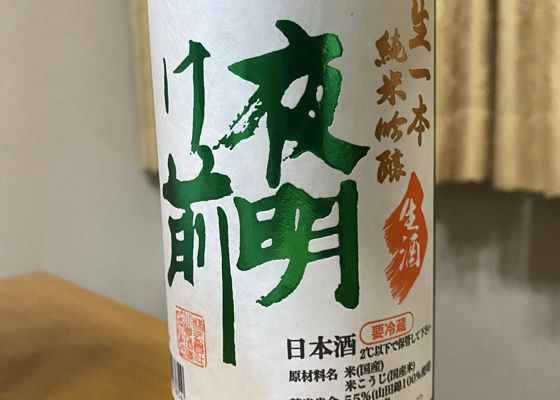 生一本
純米吟醸
夜明
け前
生酒
日本酒
要冷蔵
2℃以下で保管して下さい
原材料名 米(国産)
米こうじ(国産米)
55%(山田錦100%使用)